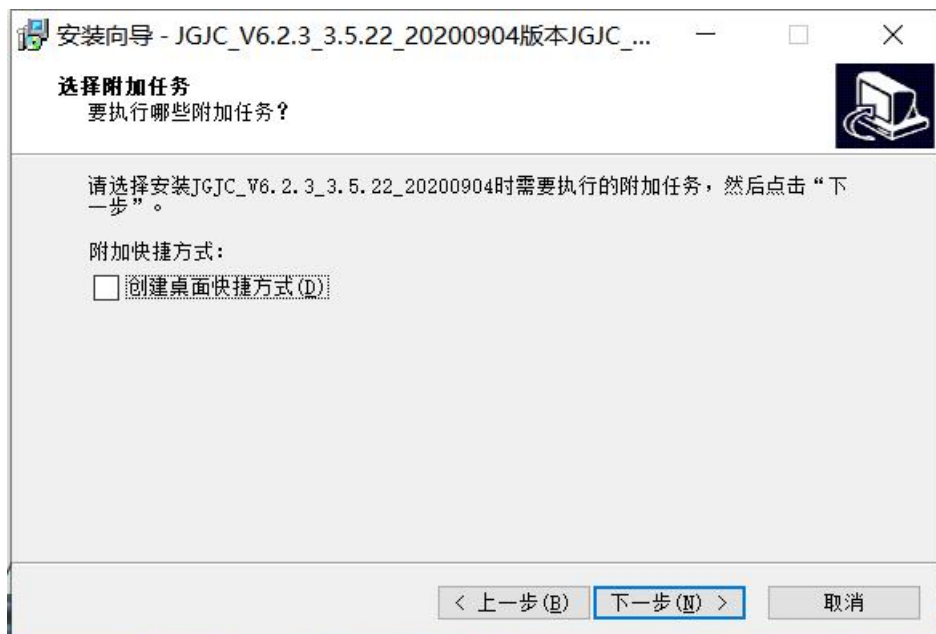 安装向导 - JGJC_V6.2.3_3.5.22_20200904版本JGJC_...
选择附加任务
要执行哪些附加任务?
请选择安装JGJC_V6.2.3_3.5.22_20200904时需要执行的附加任务，然后点击“下
一步”。
附加快捷方式:
创建桌面快捷方式(D)
< 上一步(B)
下一步(N) >
取消